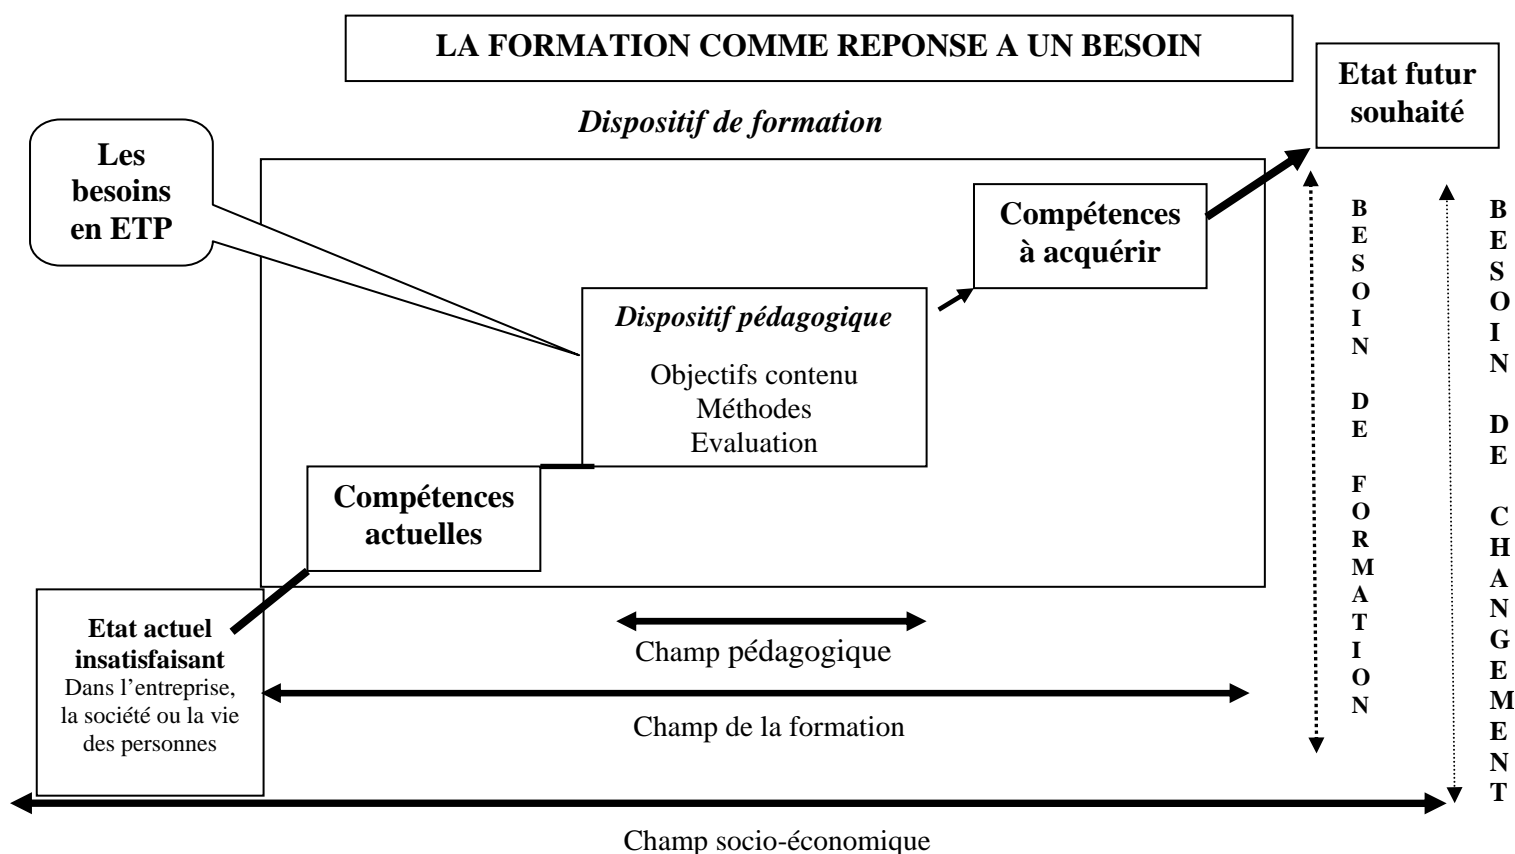 LA FORMATION COMME REPONSE A UN BESOIN
Etat futur
souhaité
Dispositif de formation
Les
besoins
en ETP
Compétences
à acquérir
Dispositif pédagogique
Objectifs contenu
Méthodes
Evaluation
Compétences
actuelles
Etat actuel
insatisfaisant
Dans l’entreprise,
la société ou la vie
des personnes
Champ pédagogique
Champ de la formation
Champ socio-économique
BESOIN DE FORMATION
BESOIN DE CHANGEMENT